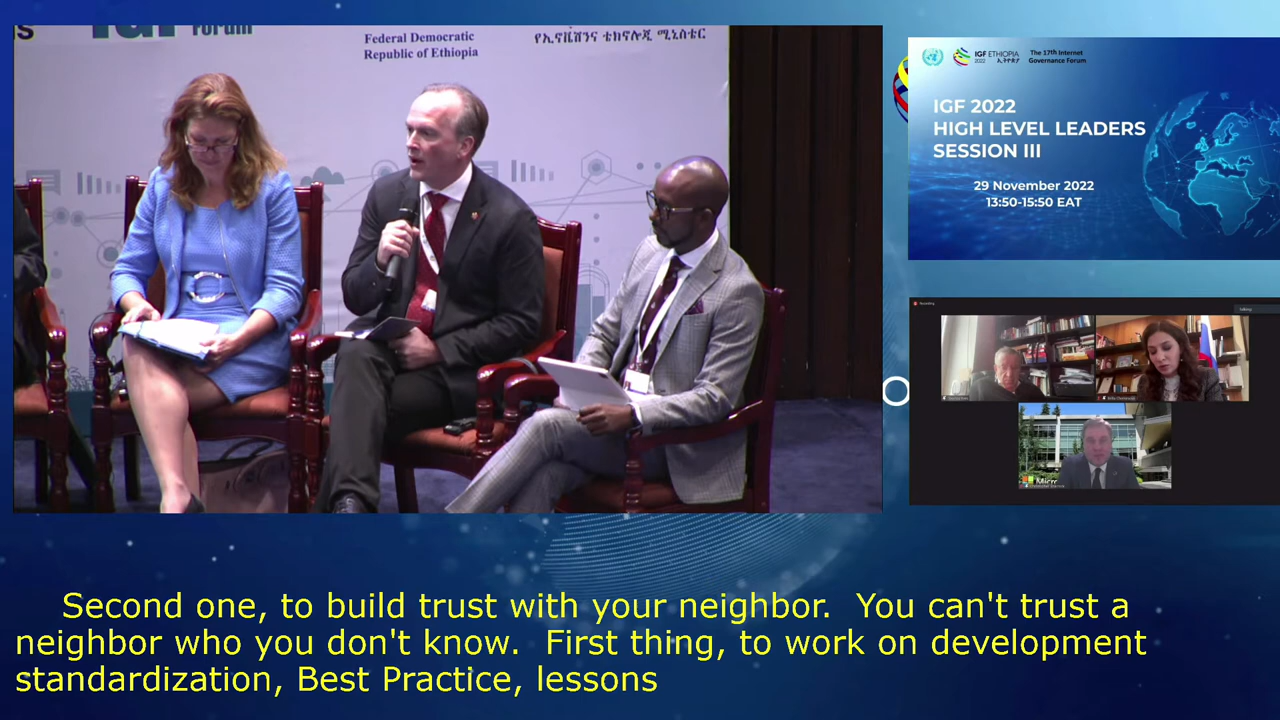 Forum
Federal Democratic
Republic of Ethiopia
የኢኖቬሽንና ቴክኖሎጂ ሚኒስቴር
IGF ETHIOPIA
2022 ኢትዮጵያ
The 17th Internet
Governance Forum
IGF 2022
HIGH LEVEL LEADERS
SESSION III
29 November 2022
13:50-15:50 EAT
Recording
Second one, to build trust with your neighbor. You can't trust a
neighbor who you don't know. First thing, to work on development
standardization, Best Practice, lessons